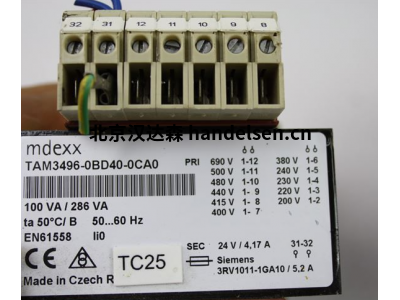 32 31 12 11 10 9 8
北京汉达森 handelsen.cn
mdexx
TAM3496-0BD40-0CA0
100 VA / 286 VA
ta 50°C/ B 50...60 Hz
EN61558 Ii0
Made in Czech R
TC25
PRI 690 V 1-12 380 V 1-6
500 V 1-11 240 V 1-5
480 V 1-10 230 V 1-4
440 V 1-9 220 V 1-3
415 V 1-8 200 V 1-2
400 V 1-7
SEC 24 V / 4,17 A 31-32
Siemens
3RV1011-1GA10 / 5,2 A
CE